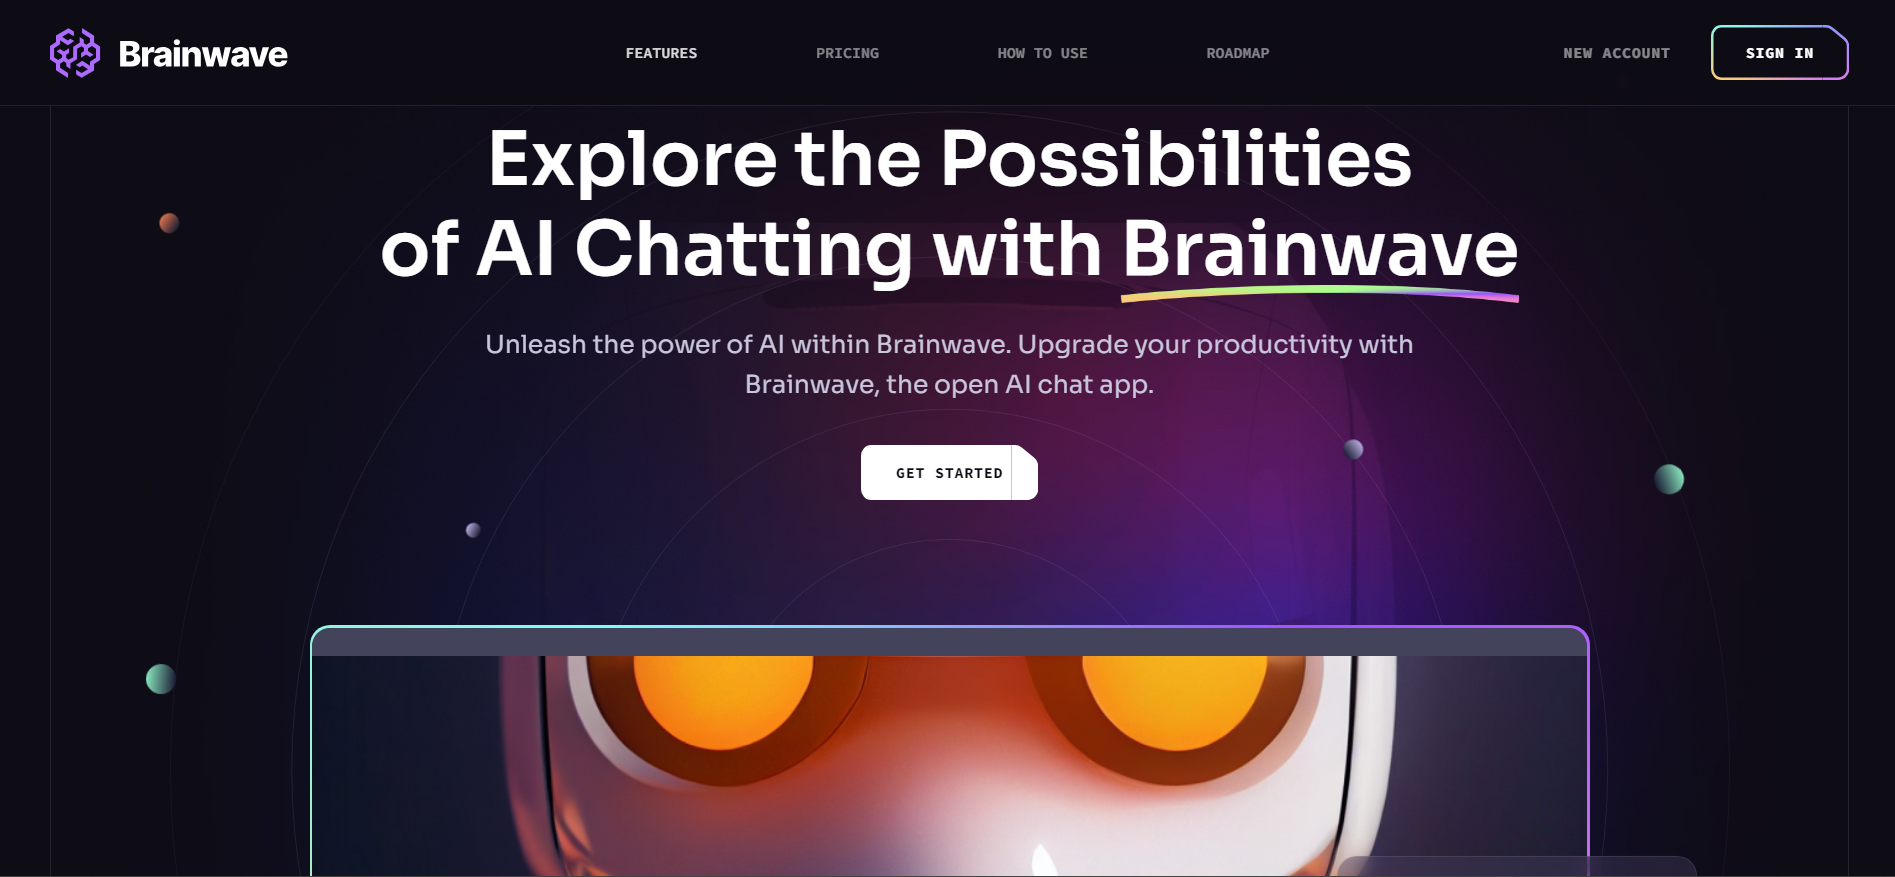 Brainwave
FEATURES
PRICING
HOW TO USE
ROADMAP
NEW ACCOUNT
SIGN IN
Explore the Possibilities
of AI Chatting with Brainwave
Unleash the power of AI within Brainwave. Upgrade your productivity with
Brainwave, the open AI chat app.
GET STARTED